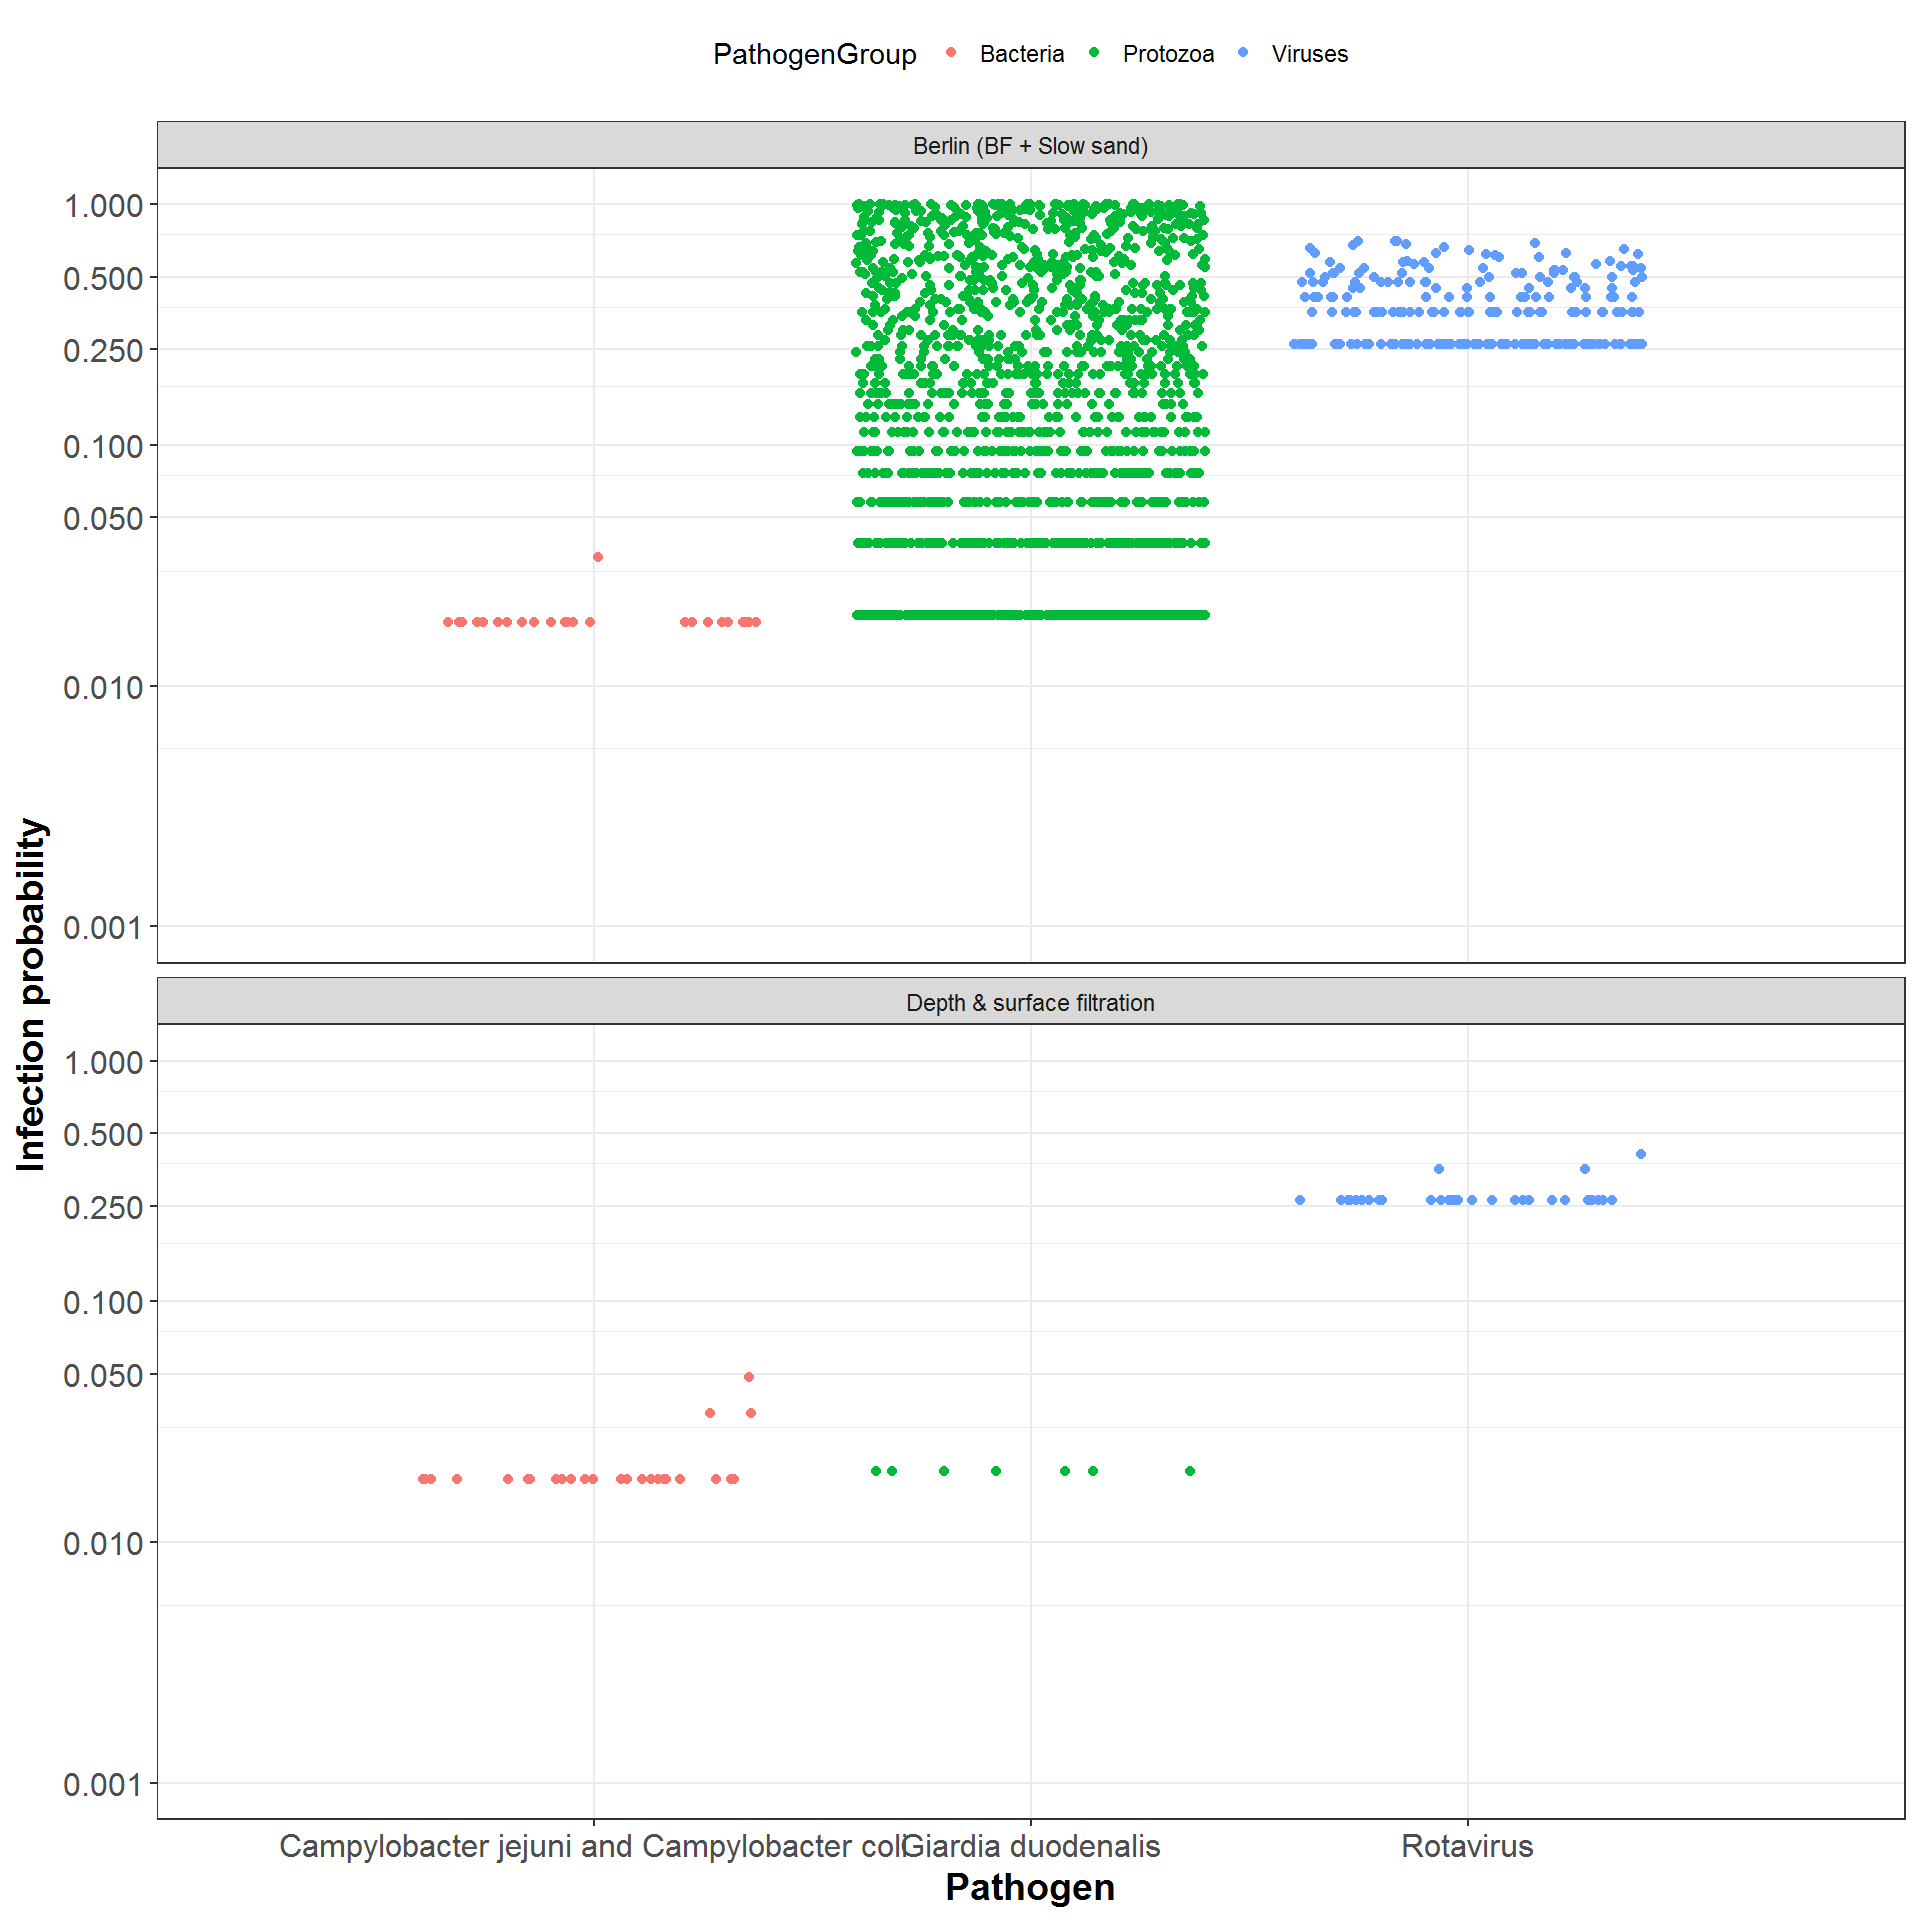 PathogenGroup Bacteria Protozoa Viruses
Berlin (BF + Slow sand)
1.000
0.500
0.250
0.100
0.050
0.010
0.001
Depth & surface filtration
1.000
0.500
0.250
0.100
0.050
0.010
0.001
Infection probability
Campylobacter jejuni and Campylobacter coli Giardia duodenalis Rotavirus
Pathogen